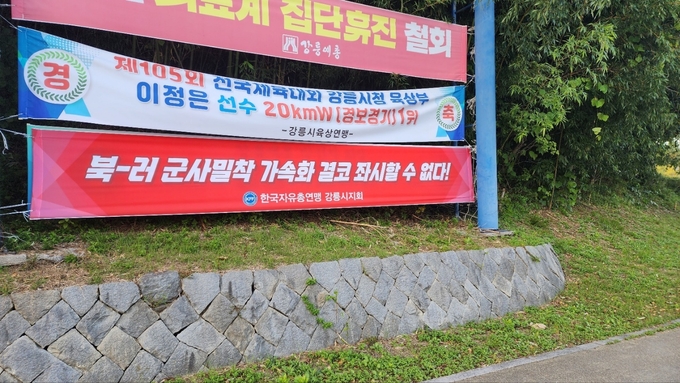 의료계 집단휴진 철회
강릉예총
경 제105회 전국체육대회 강릉시청 육상부 축
이정은 선수 20kmW(경보경기)1위
~강릉시육상연맹~
북-러 군사밀착 가속화 결코 좌시할 수 없다!
한국자유총연맹 강릉시지회